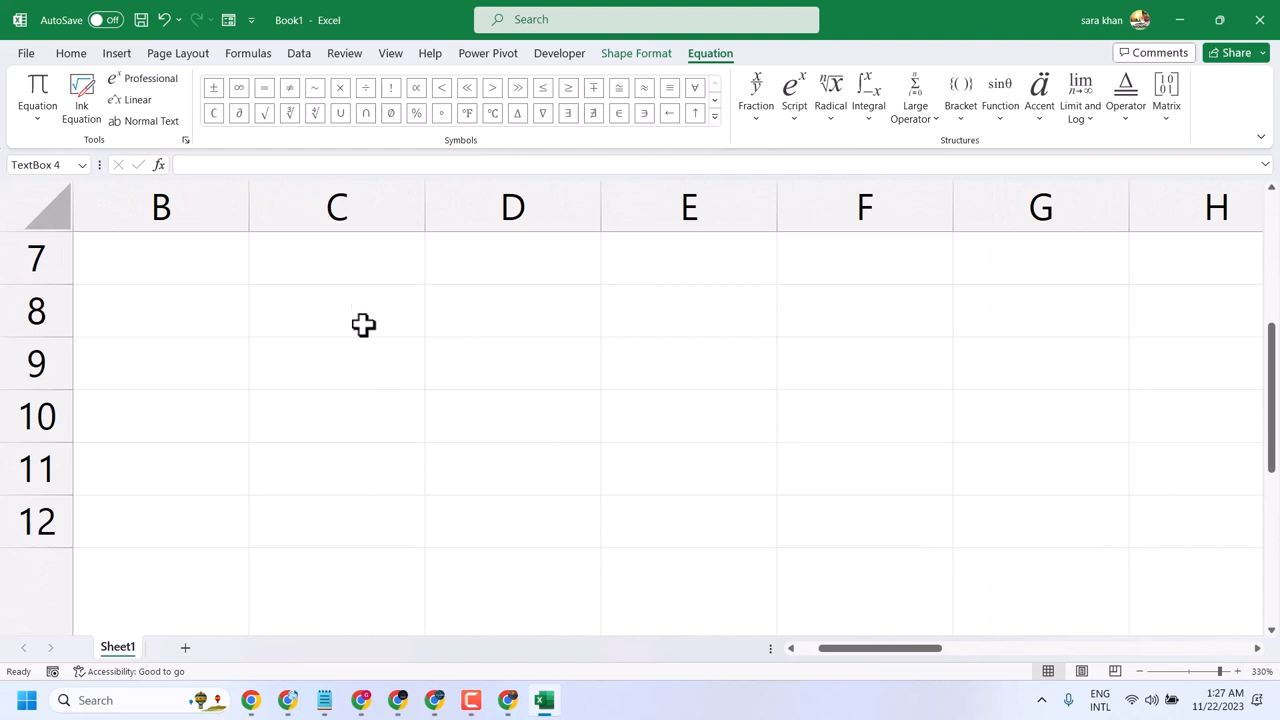 AutoSave Off Book1 - Excel Search sara khan
File Home Insert Page Layout Formulas Data Review View Help Power Pivot Developer Shape Format Equation Comments Share
Equation Ink Equation Professional Linear Normal Text
± ∞ = ≠ ~ × ÷ ! ∝ < ≪ > ≫ ≤ ≥ ∓ ≅ ≈ ≡ ∀
∁ ∂ √ ∛ ∜ ∪ ∩ ∅ % ° °F °C ∆ ∇ ∃ ∄ ∈ ∋ ← ↑
Fraction Script Radical Integral Large Operator Bracket Function Accent Limit and Log Operator Matrix
Tools Symbols Structures
TextBox 4 fx
B C D E F G H
7
8
9
10
11
12
Sheet1
Ready Accessibility: Good to go 330%
Search ENG INTL 1:27 AM 11/22/2023